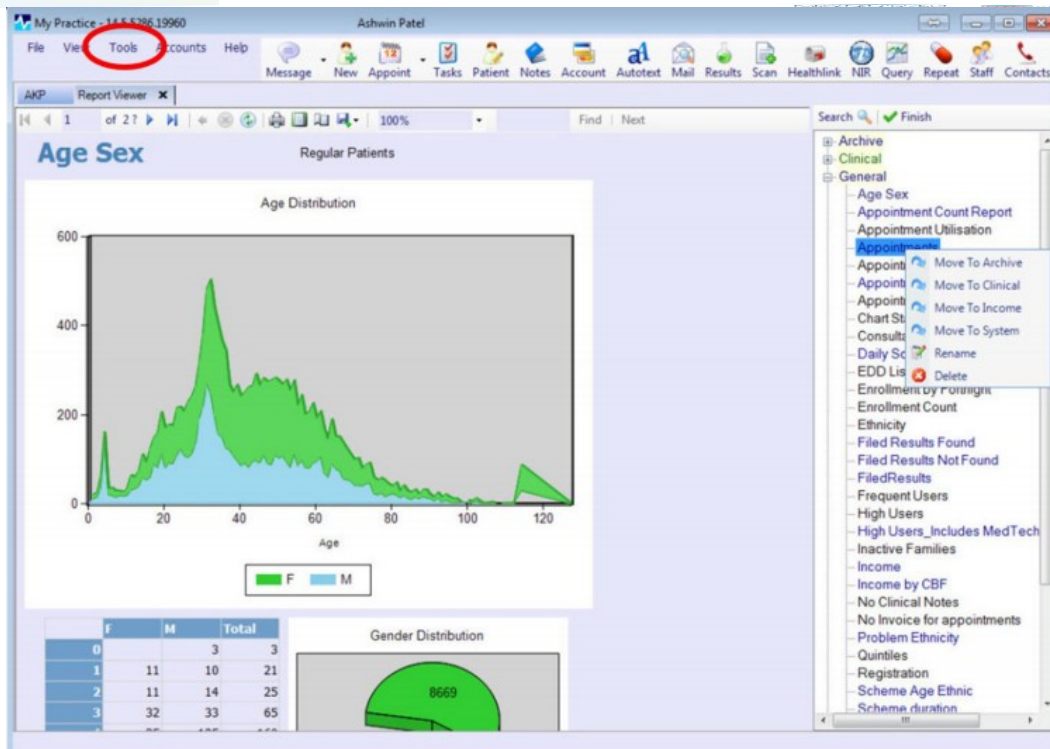 My Practice - 14.5.5286.19960 Ashwin Patel
File View Tools Accounts Help
Message New Appoint Tasks Patient Notes Account Autotext Mail Results Scan Healthlink NIR Query Repeat Staff Contacts
AKP Report Viewer
1 of 2? 100% Find | Next
Search Finish
Age Sex Regular Patients
Age Distribution
600
400
200
0
0 20 40 60 80 100 120
Age
F M
F M Total
0 3 3
1 11 10 21
2 11 14 25
3 32 33 65
Gender Distribution
8669
Archive
Clinical
General
Age Sex
Appointment Count Report
Appointment Utilisation
Appointments
Appoint
Appoint
Appoint
Chart St
Consulta
Daily Sc
EDD Lis
Enrollment by Fortnight
Enrollment Count
Ethnicity
Filed Results Found
Filed Results Not Found
FiledResults
Frequent Users
High Users
High Users_Includes MedTech
Inactive Families
Income
Income by CBF
No Clinical Notes
No Invoice for appointments
Problem Ethnicity
Quintiles
Registration
Scheme Age Ethnic
Scheme duration
Move To Archive
Move To Clinical
Move To Income
Move To System
Rename
Delete